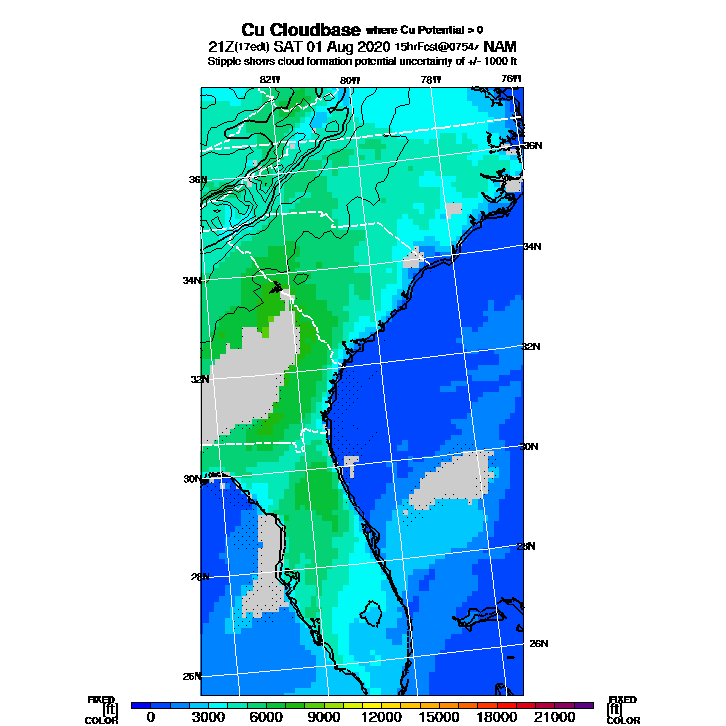 Cu Cloudbase where Cu Potential > 0
21Z(17edt) SAT 01 Aug 2020 15hrFcst@0754z NAM
Stipple shows cloud formation potential uncertainty of +/- 1000 ft
82W 80W 78W 76W
36N
36N
34N
34N
32N
32N
30N
30N
28N
28N
26N
26N
FIXED FIXED
[ft] [ft]
COLOR COLOR
0 3000 6000 9000 12000 15000 18000 21000